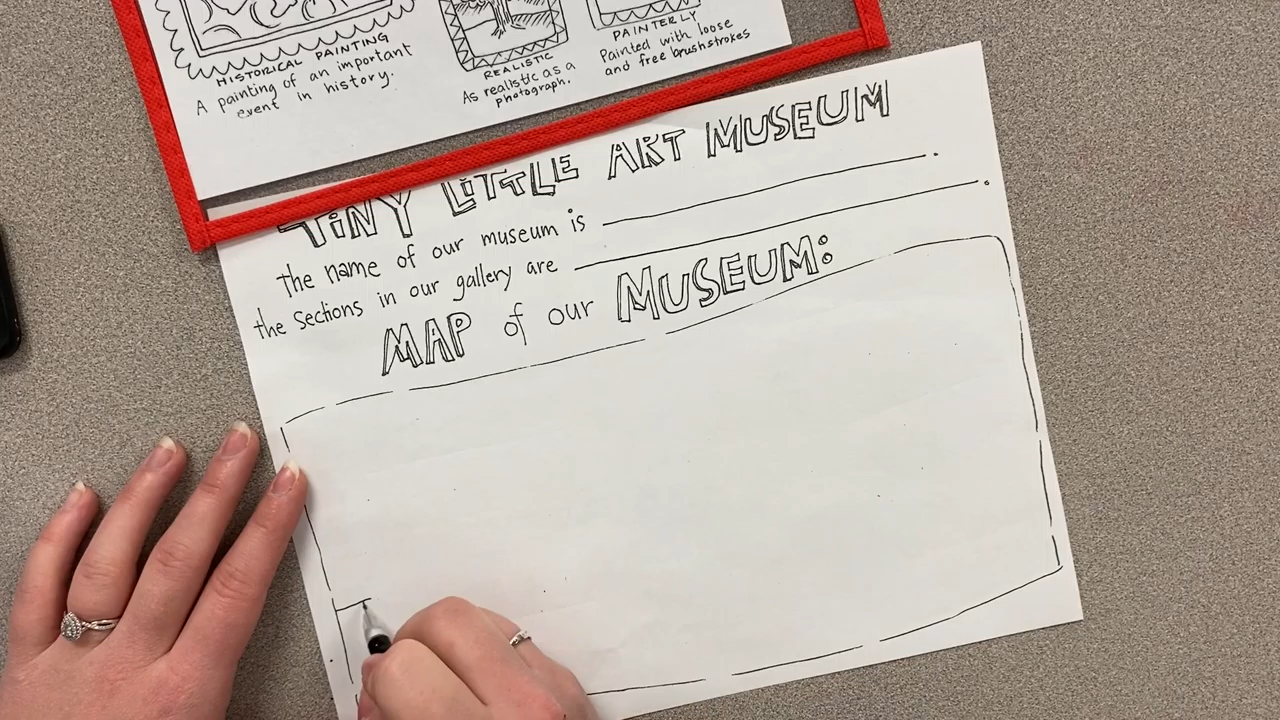 HISTORICAL PAINTING
A painting of an important
event in history.
REALISTIC
As realistic as a
photograph.
PAINTERLY
Painted with loose
and free brushstrokes
TiNY LiTTLE ART MUSEUM
the name of our museum is ____.
the sections in our gallery are ____.
MAP of our MUSEUM: